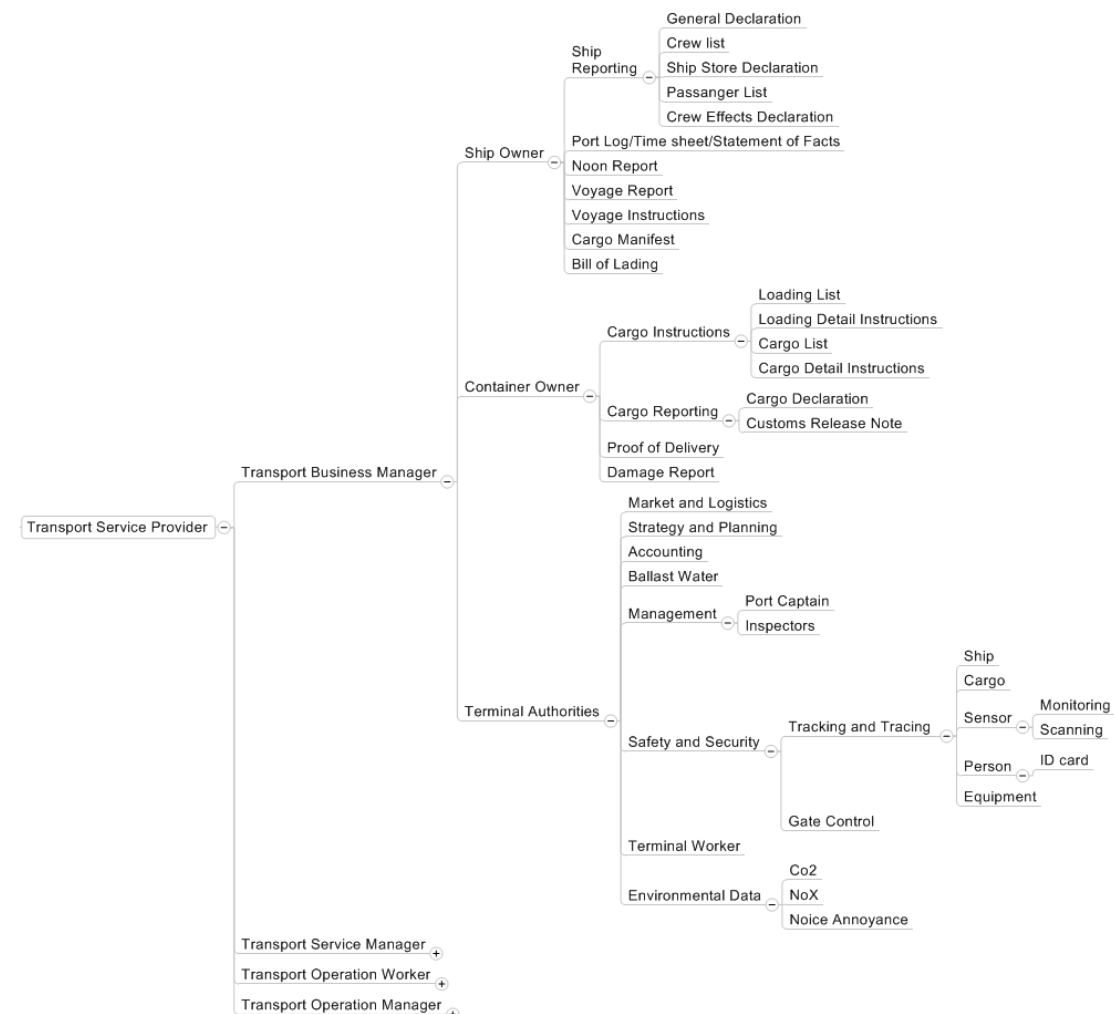 General Declaration
Crew list
Ship
Reporting
Ship Store Declaration
Passanger List
Crew Effects Declaration
Port Log/Time sheet/Statement of Facts
Ship Owner
Noon Report
Voyage Report
Voyage Instructions
Cargo Manifest
Bill of Lading
Loading List
Loading Detail Instructions
Cargo Instructions
Cargo List
Cargo Detail Instructions
Container Owner
Cargo Declaration
Cargo Reporting
Customs Release Note
Proof of Delivery
Damage Report
Transport Business Manager
Market and Logistics
Transport Service Provider
Strategy and Planning
Accounting
Ballast Water
Port Captain
Management
Inspectors
Ship
Cargo
Terminal Authorities
Monitoring
Sensor
Scanning
Tracking and Tracing
Safety and Security
ID card
Person
Equipment
Gate Control
Terminal Worker
Co2
Environmental Data
NoX
Noice Annoyance
Transport Service Manager
Transport Operation Worker
Transport Operation Manager